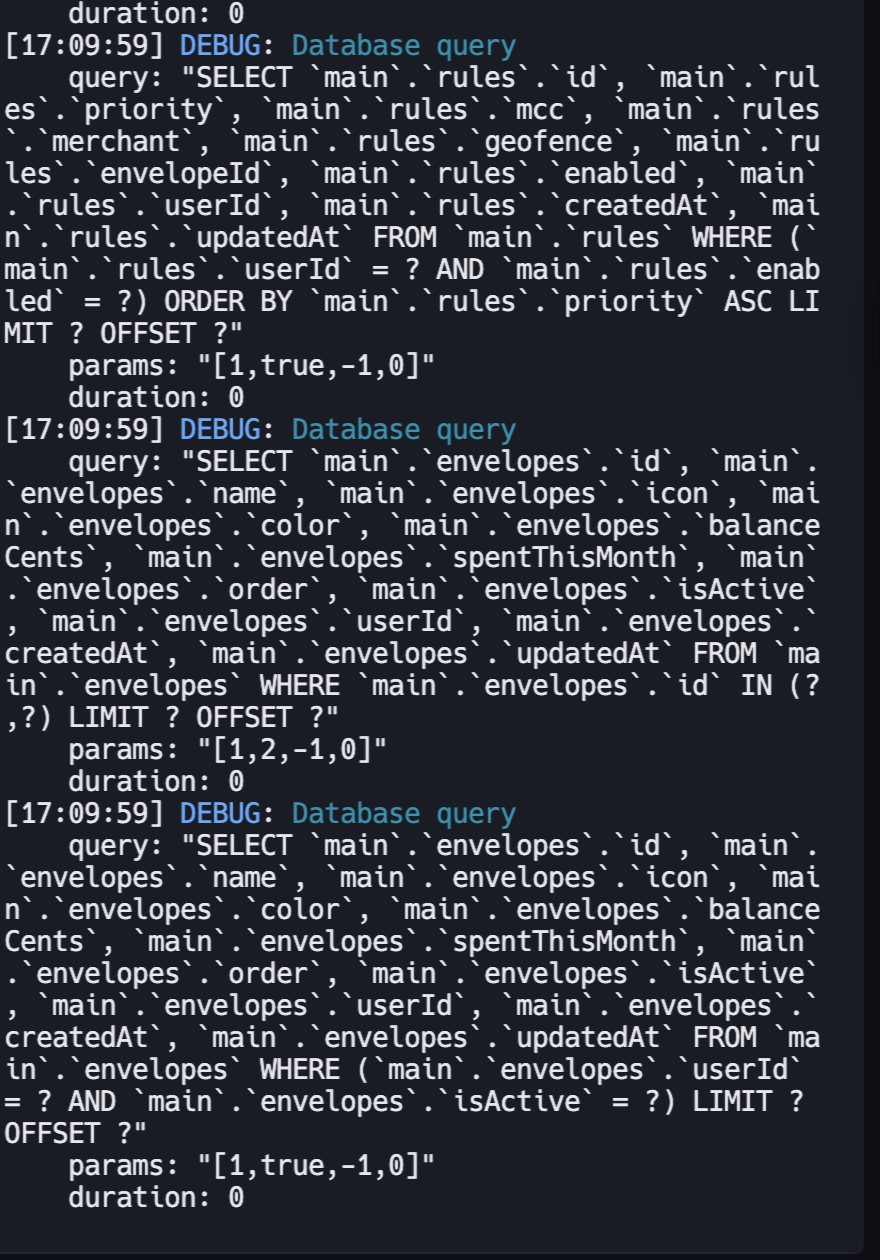 duration: 0
[17:09:59] DEBUG: Database query
    query: "SELECT `main`.`rules`.`id`, `main`.`rul
es`.`priority`, `main`.`rules`.`mcc`, `main`.`rules
`.`merchant`, `main`.`rules`.`geofence`, `main`.`ru
les`.`envelopeId`, `main`.`rules`.`enabled`, `main`
.`rules`.`userId`, `main`.`rules`.`createdAt`, `mai
n`.`rules`.`updatedAt` FROM `main`.`rules` WHERE (`
main`.`rules`.`userId` = ? AND `main`.`rules`.`enab
led` = ?) ORDER BY `main`.`rules`.`priority` ASC LI
MIT ? OFFSET ?"
    params: "[1,true,-1,0]"
    duration: 0
[17:09:59] DEBUG: Database query
    query: "SELECT `main`.`envelopes`.`id`, `main`.
`envelopes`.`name`, `main`.`envelopes`.`icon`, `mai
n`.`envelopes`.`color`, `main`.`envelopes`.`balance
Cents`, `main`.`envelopes`.`spentThisMonth`, `main`
.`envelopes`.`order`, `main`.`envelopes`.`isActive`
, `main`.`envelopes`.`userId`, `main`.`envelopes`.`
createdAt`, `main`.`envelopes`.`updatedAt` FROM `ma
in`.`envelopes` WHERE `main`.`envelopes`.`id` IN (?
,?) LIMIT ? OFFSET ?"
    params: "[1,2,-1,0]"
    duration: 0
[17:09:59] DEBUG: Database query
    query: "SELECT `main`.`envelopes`.`id`, `main`.
`envelopes`.`name`, `main`.`envelopes`.`icon`, `mai
n`.`envelopes`.`color`, `main`.`envelopes`.`balance
Cents`, `main`.`envelopes`.`spentThisMonth`, `main`
.`envelopes`.`order`, `main`.`envelopes`.`isActive`
, `main`.`envelopes`.`userId`, `main`.`envelopes`.`
createdAt`, `main`.`envelopes`.`updatedAt` FROM `ma
in`.`envelopes` WHERE (`main`.`envelopes`.`userId`
= ? AND `main`.`envelopes`.`isActive` = ?) LIMIT ?
OFFSET ?"
    params: "[1,true,-1,0]"
    duration: 0